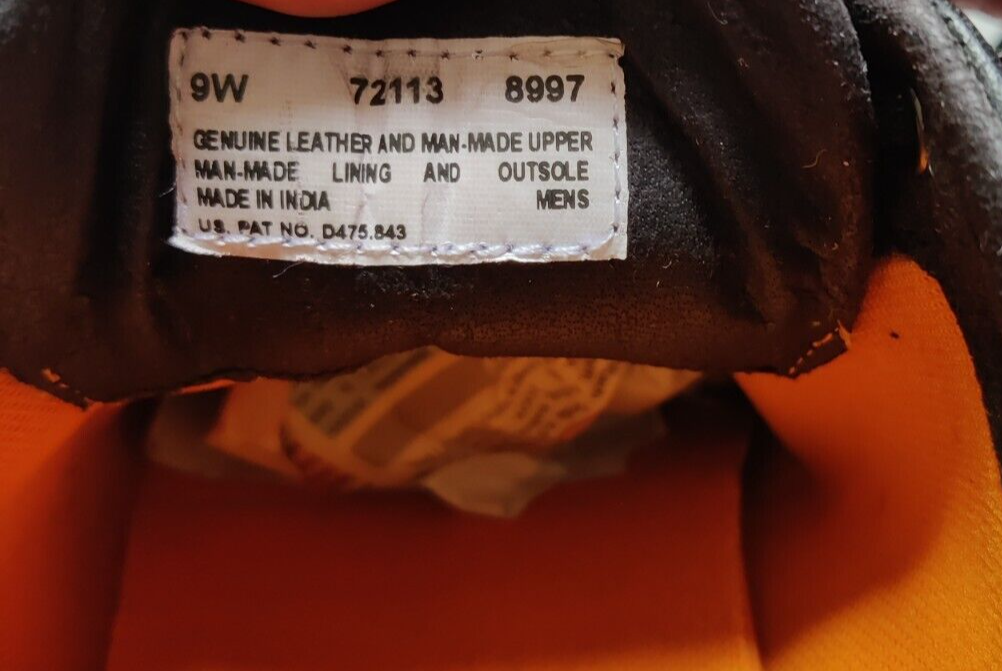 9W 72113 8997
GENUINE LEATHER AND MAN-MADE UPPER
MAN-MADE LINING AND OUTSOLE
MADE IN INDIA MENS
US. PAT NO. D475.843